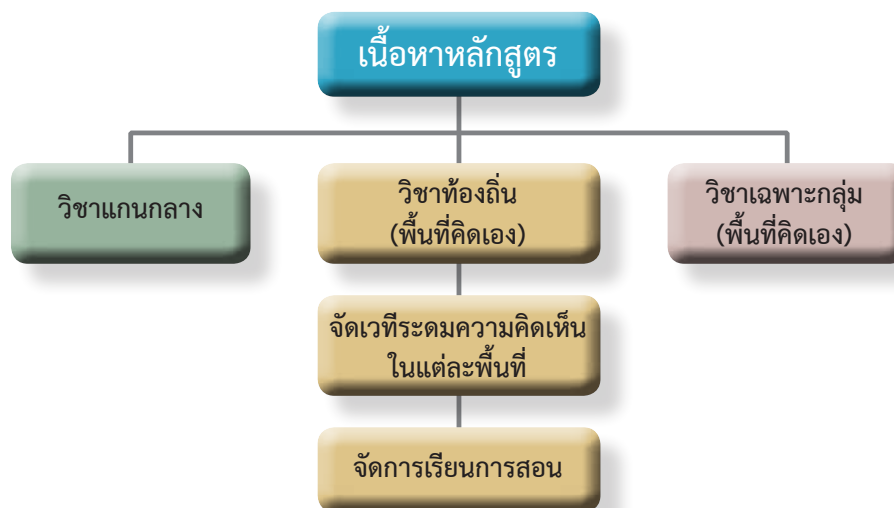 เนื้อหาหลักสูตร
วิชาแกนกลาง
วิชาท้องถิ่น
(พื้นที่คิดเอง)
วิชาเฉพาะกลุ่ม
(พื้นที่คิดเอง)
จัดเวทีระดมความคิดเห็น
ในแต่ละพื้นที่
จัดการเรียนการสอน